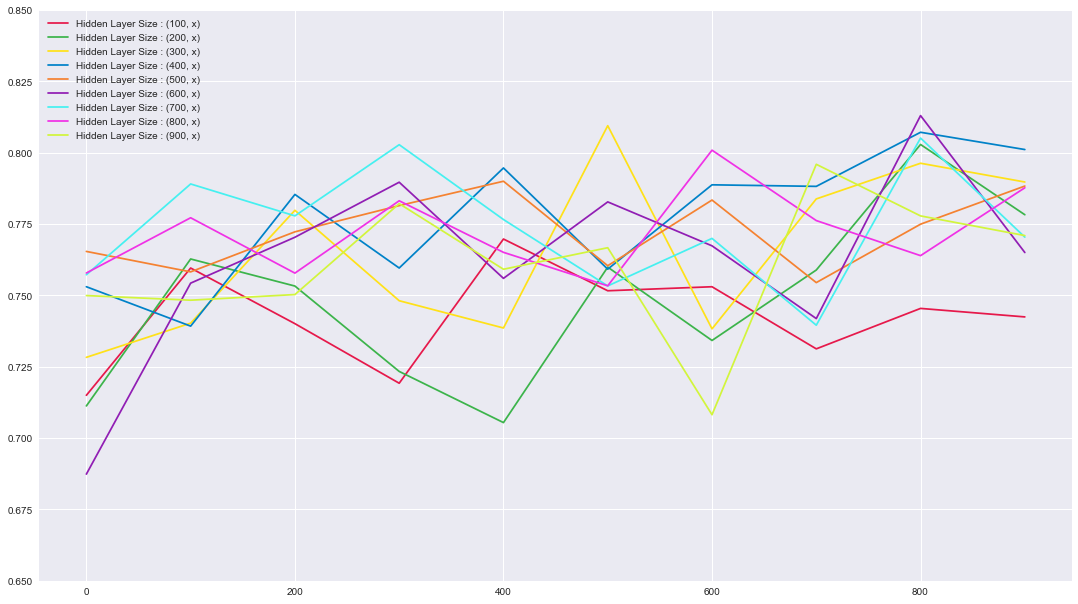 0.850
0.825
0.800
0.775
0.750
0.725
0.700
0.675
0.650
Hidden Layer Size : (100, x)
Hidden Layer Size : (200, x)
Hidden Layer Size : (300, x)
Hidden Layer Size : (400, x)
Hidden Layer Size : (500, x)
Hidden Layer Size : (600, x)
Hidden Layer Size : (700, x)
Hidden Layer Size : (800, x)
Hidden Layer Size : (900, x)
0 200 400 600 800